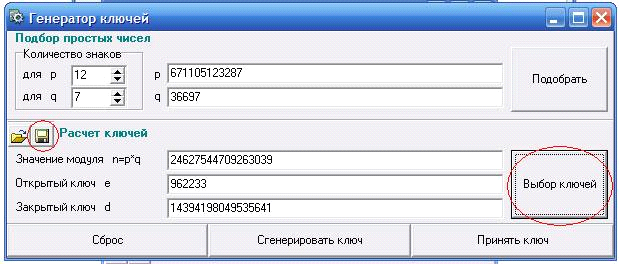 Генератор ключей
Подбор простых чисел
Количество знаков
для p 12 p 671105123287 Подобрать
для q 7 q 36697
Расчет ключей
Значение модуля n=p*q 24627544709263039
Открытый ключ e 962233 Выбор ключей
Закрытый ключ d 14394198049535641
Сброс Сгенерировать ключ Принять ключ